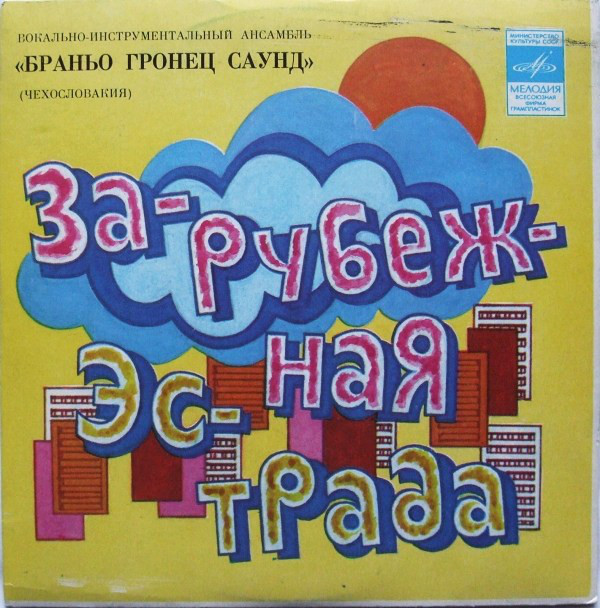 ВОКАЛЬНО-ИНСТРУМЕНТАЛЬНЫЙ АНСАМБЛЬ
«БРАНЬО ГРОНЕЦ САУНД»
(ЧЕХОСЛОВАКИЯ)
МИНИСТЕРСТВО
КУЛЬТУРЫ СССР
МЕЛОДИЯ
ВСЕСОЮЗНАЯ
ФИРМА
ГРАМПЛАСТИНОК
За-
рубеж-
ная
Эс-
трада